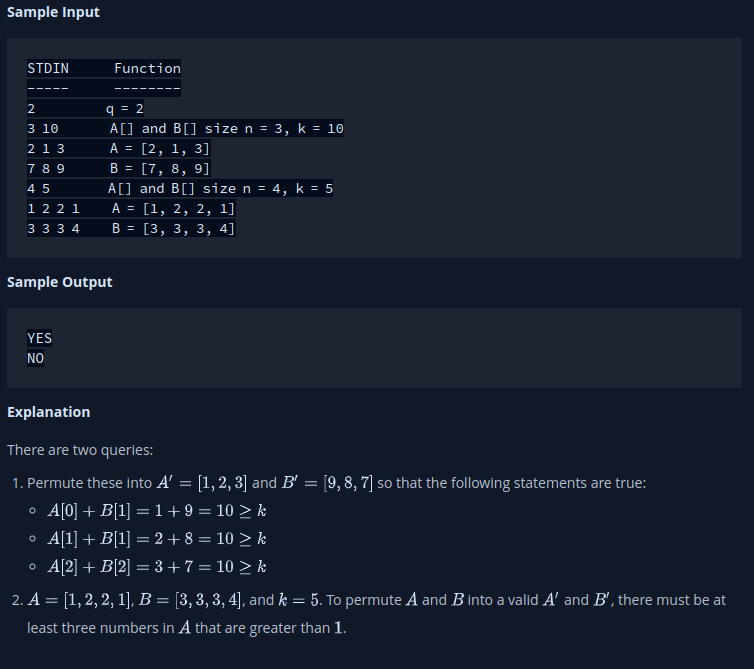 Sample Input
STDIN Function
----- --------
2 q = 2
3 10 A[] and B[] size n = 3, k = 10
2 1 3 A = [2, 1, 3]
7 8 9 B = [7, 8, 9]
4 5 A[] and B[] size n = 4, k = 5
1 2 2 1 A = [1, 2, 2, 1]
3 3 3 4 B = [3, 3, 3, 4]
Sample Output
YES
NO
Explanation
There are two queries:
1. Permute these into A′ = [1, 2, 3] and B′ = [9, 8, 7] so that the following statements are true:
∘ A[0] + B[1] = 1 + 9 = 10 ≥ k
∘ A[1] + B[1] = 2 + 8 = 10 ≥ k
∘ A[2] + B[2] = 3 + 7 = 10 ≥ k
2. A = [1, 2, 2, 1], B = [3, 3, 3, 4], and k = 5. To permute A and B into a valid A′ and B′, there must be at
least three numbers in A that are greater than 1.